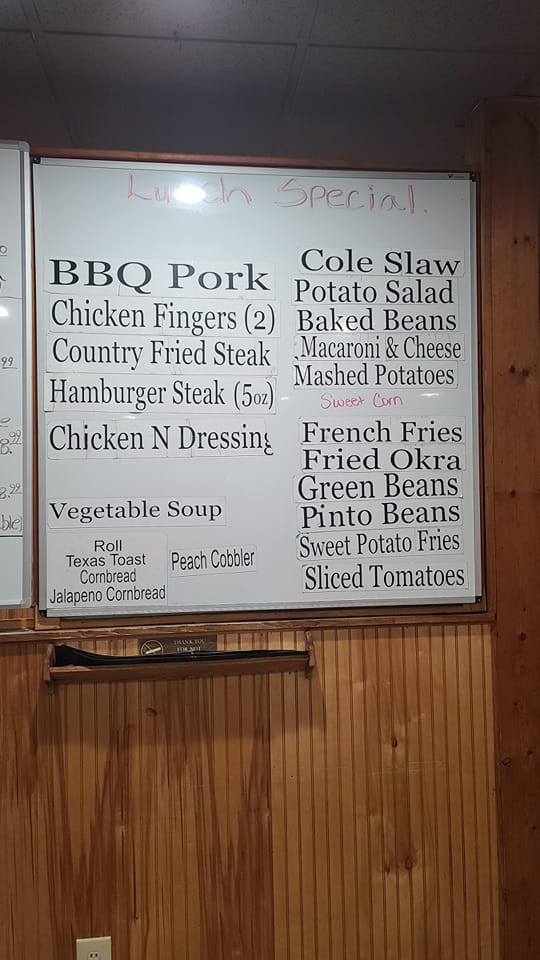 Lunch Special.
BBQ Pork
Chicken Fingers (2)
Country Fried Steak
Hamburger Steak (5oz)
Chicken N Dressing
Vegetable Soup
Roll
Texas Toast
Cornbread
Jalapeno Cornbread
Peach Cobbler
Cole Slaw
Potato Salad
Baked Beans
Macaroni & Cheese
Mashed Potatoes
Sweet Corn
French Fries
Fried Okra
Green Beans
Pinto Beans
Sweet Potato Fries
Sliced Tomatoes
THANK YOU
FOR NOT